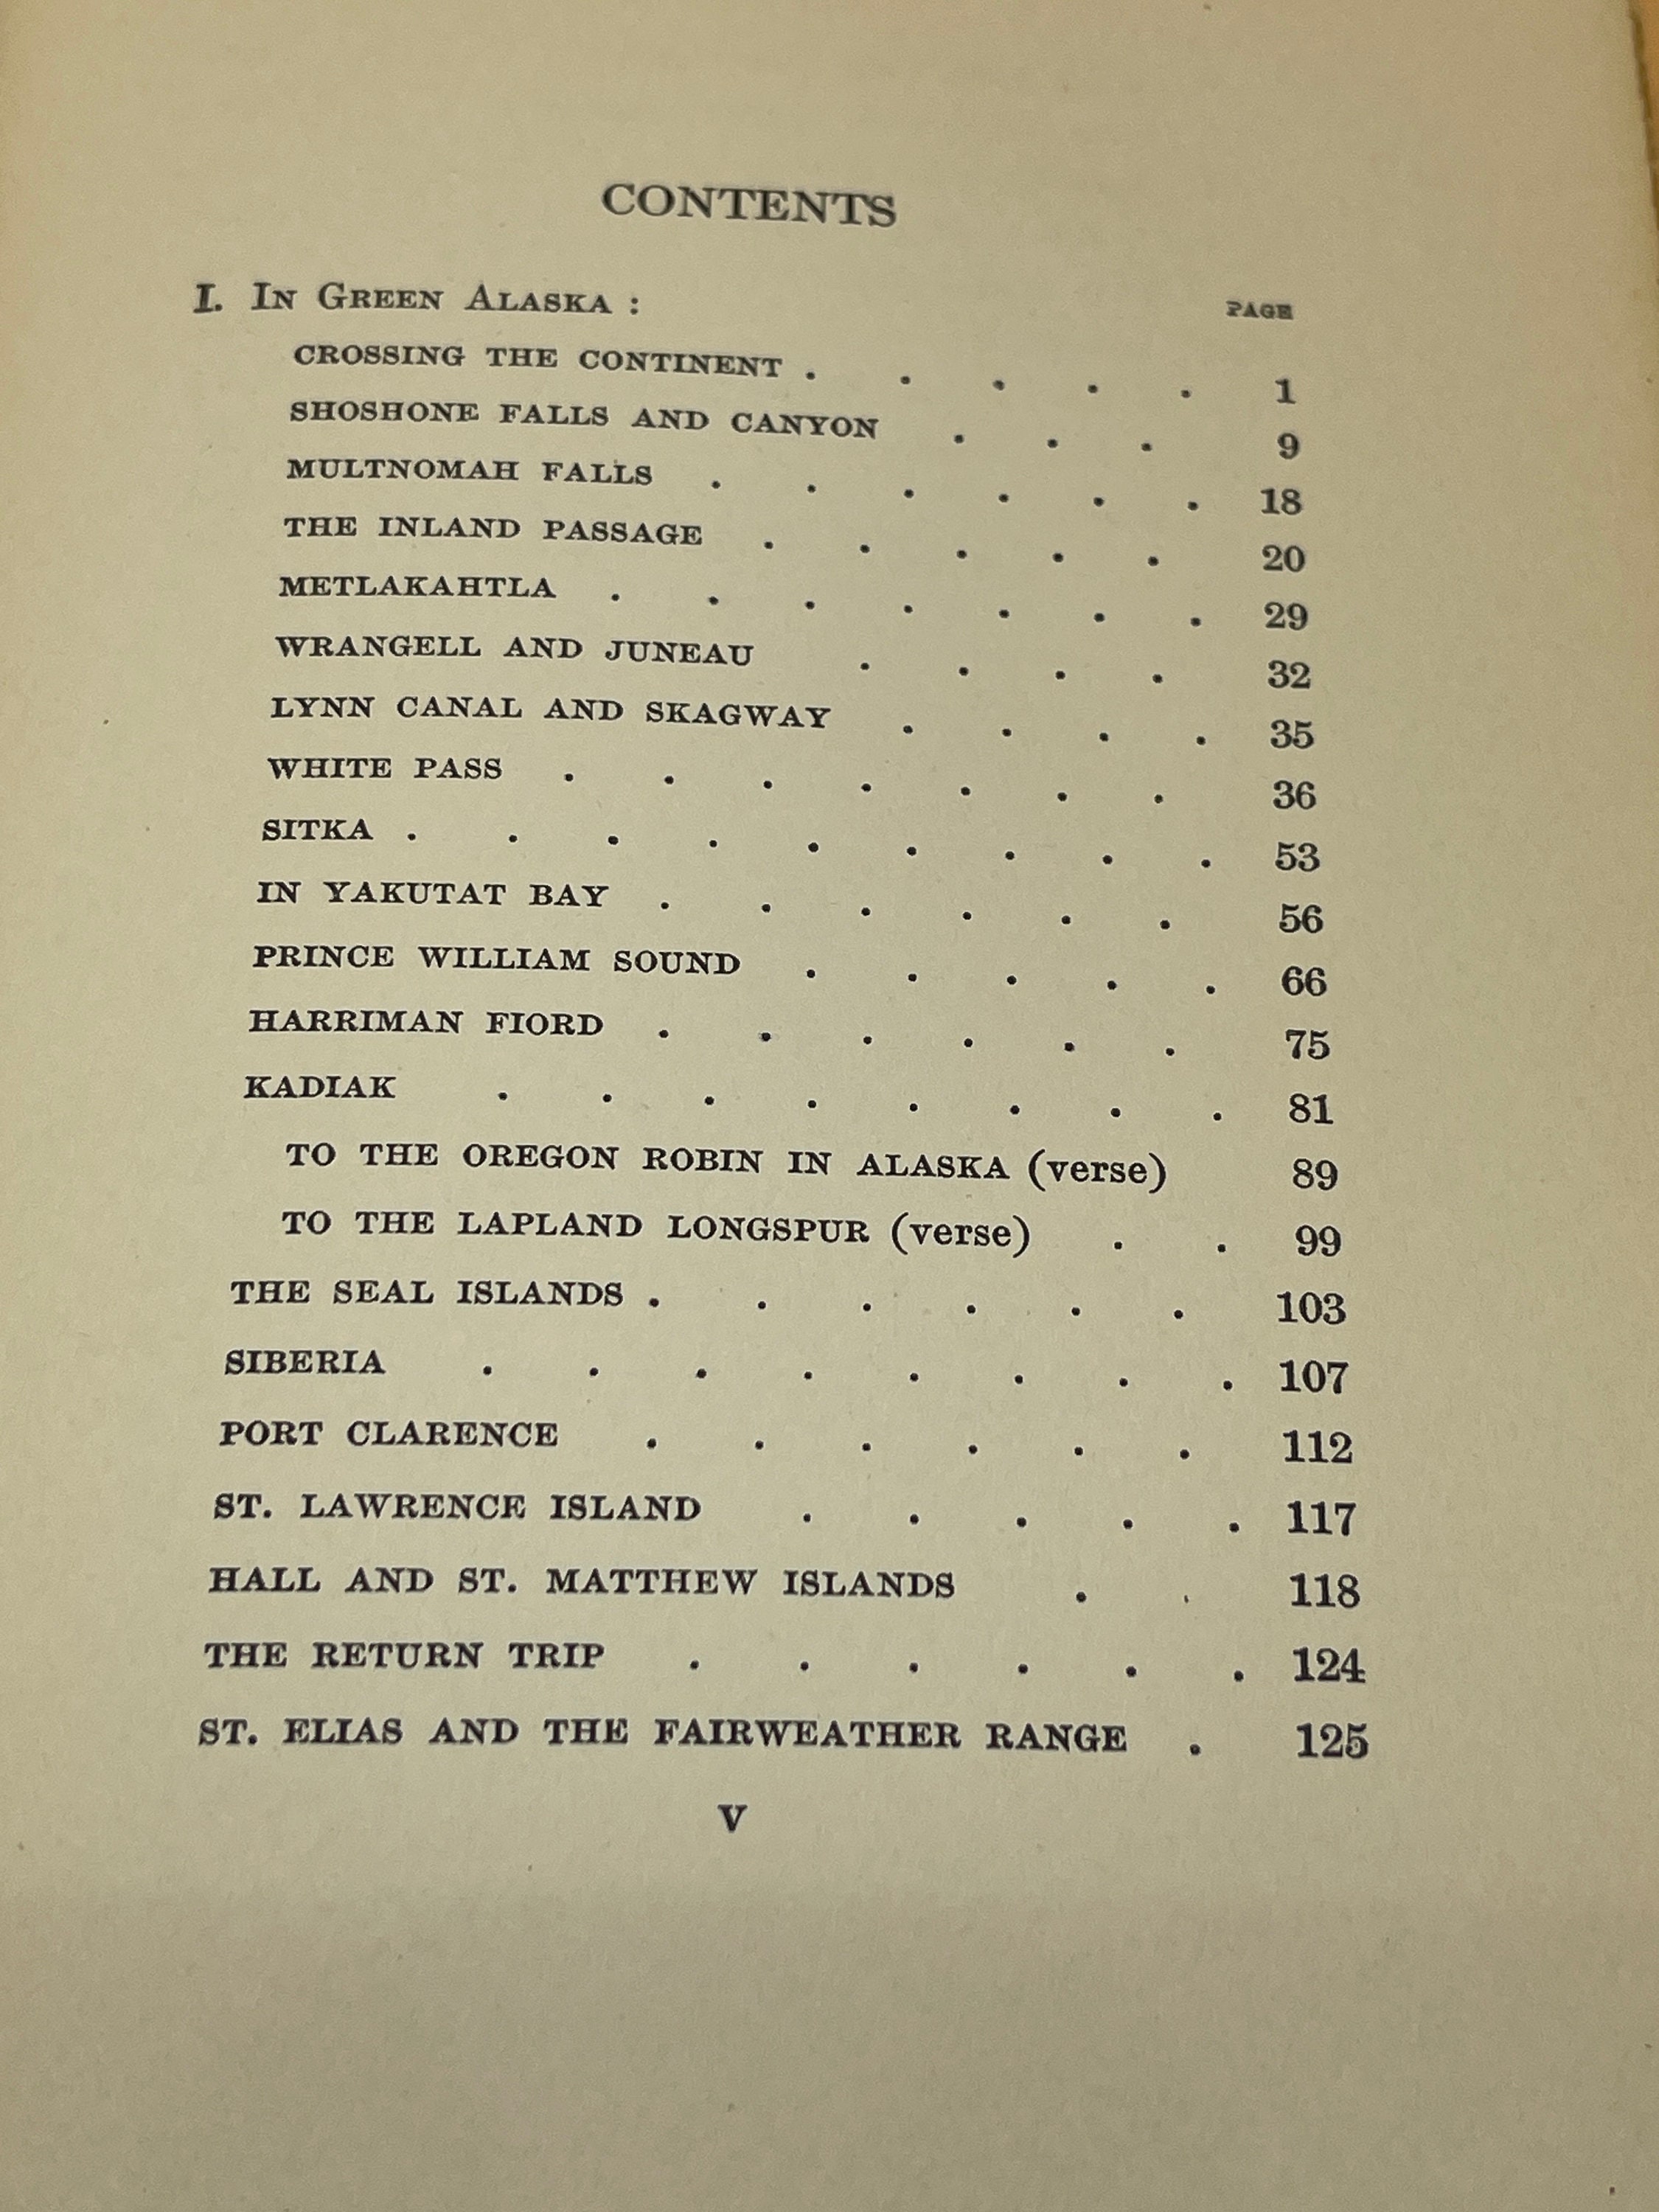 CONTENTS
I. IN GREEN ALASKA : PAGE
CROSSING THE CONTINENT . . . . . 1
SHOSHONE FALLS AND CANYON . . . 9
MULTNOMAH FALLS . . . . . . 18
THE INLAND PASSAGE . . . . . 20
METLAKAHTLA . . . . . . . 29
WRANGELL AND JUNEAU . . . . 32
LYNN CANAL AND SKAGWAY . . . . 35
WHITE PASS . . . . . . . 36
SITKA . . . . . . . . . 53
IN YAKUTAT BAY . . . . . . 56
PRINCE WILLIAM SOUND . . . . . 66
HARRIMAN FIORD . . . . . . 75
KADIAK . . . . . . . . 81
TO THE OREGON ROBIN IN ALASKA (verse) 89
TO THE LAPLAND LONGSPUR (verse) . . 99
THE SEAL ISLANDS . . . . . . 103
SIBERIA . . . . . . . . 107
PORT CLARENCE . . . . . . 112
ST. LAWRENCE ISLAND . . . . . 117
HALL AND ST. MATTHEW ISLANDS . . 118
THE RETURN TRIP . . . . . . 124
ST. ELIAS AND THE FAIRWEATHER RANGE . 125
V